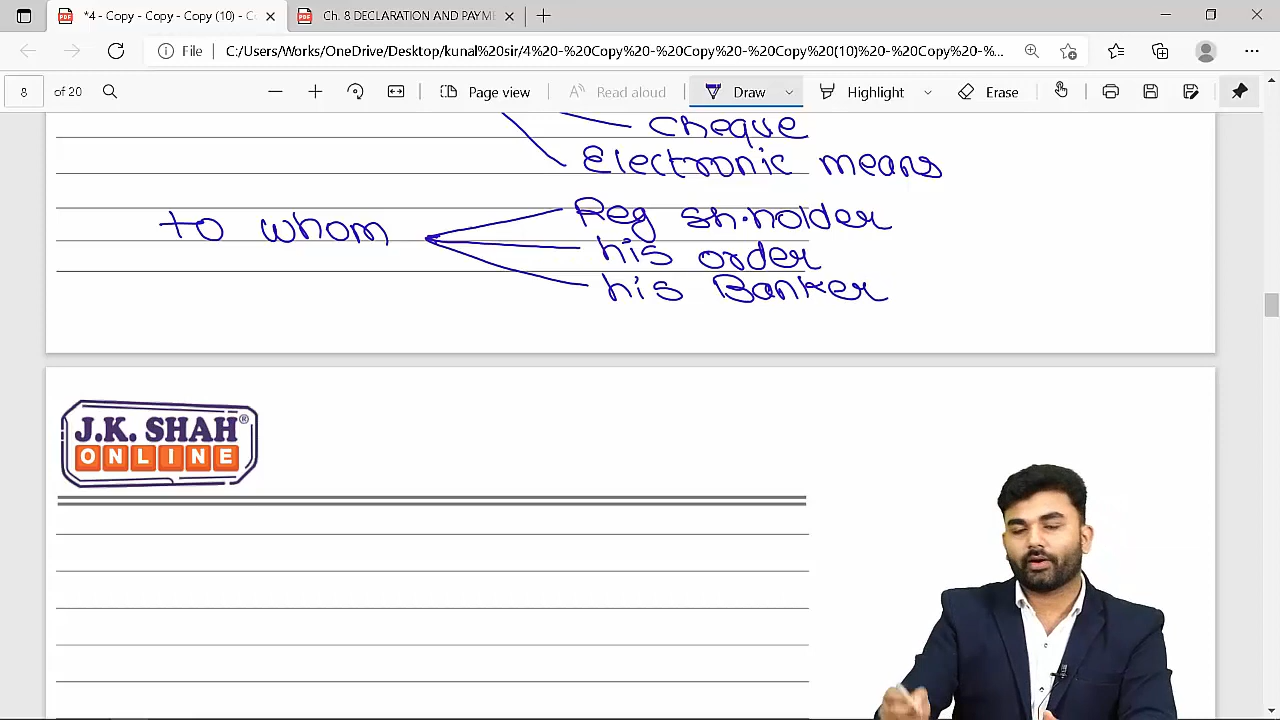 *4 - Copy - Copy - Copy (10) - C
Ch. 8 DECLARATION AND PAYME
File
C:/Users/Works/OneDrive/Desktop/kunal%20sir/4%20-%20Copy%20-%20Copy%20-%20Copy%20(10)%20-%20Copy%20-%...
8 of 20
Page view
Read aloud
Draw
Highlight
Erase
Cheque
Electronic means
to whom
Reg sh.holder
his order
his Banker
J.K. SHAH®
ONLINE